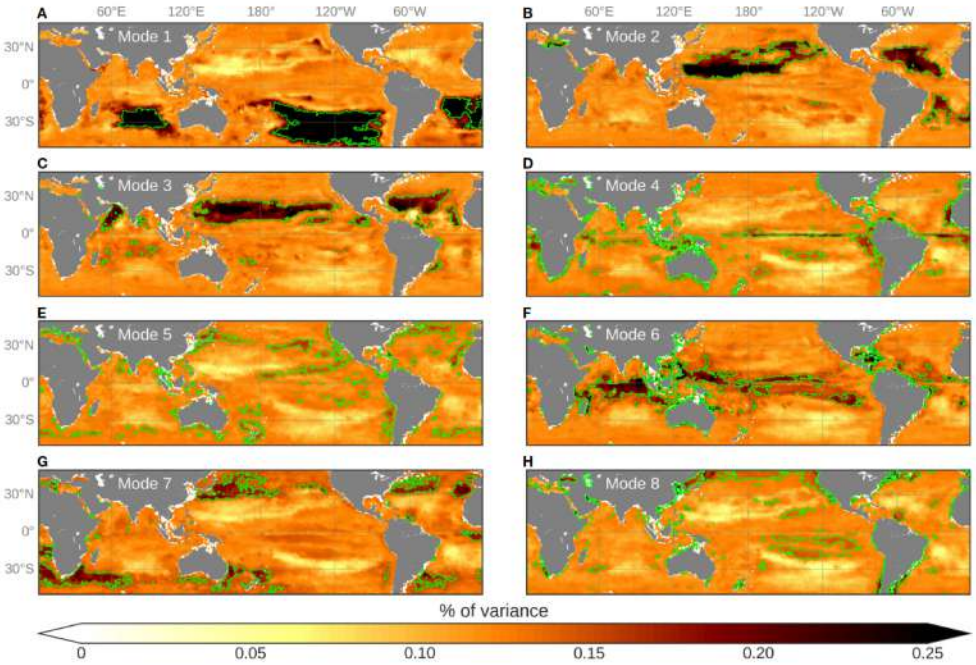 60°E 120°E 180°W 120°W 60°W 60°E 120°E 180°W 120°W 60°W
A B
30°N Mode 1 Mode 2
0°
30°S
C D
30°N Mode 3 Mode 4
0°
30°S
E F
30°N Mode 5 Mode 6
0°
30°S
G H
30°N Mode 7 Mode 8
0°
30°S
% of variance
0 0.05 0.10 0.15 0.20 0.25